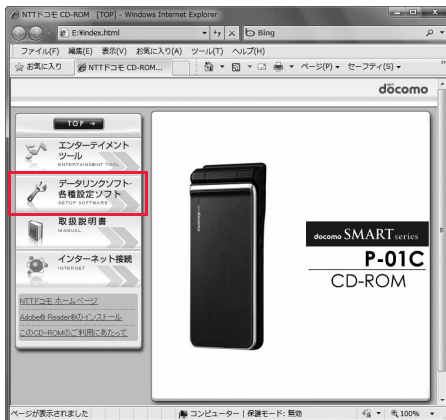 NTTドコモ CD-ROM [TOP] - Windows Internet Explorer
E:¥index.html
Bing
ファイル(F) 編集(E) 表示(V) お気に入り(A) ツール(T) ヘルプ(H)
お気に入り
NTTドコモ CD-ROM...
ページ(P)
セーフティ(S)
döcomo
TOP →
エンターテイメント
ツール
ENTERTAINMENT TOOL
データリンクソフト・
各種設定ソフト
SETUP SOFTWARE
取扱説明書
MANUAL
インターネット接続
INTERNET
NTTドコモ ホームページ
Adobe® Reader®のインストール
このCD-ROMのご利用にあたって
docomo SMART series
P-01C
CD-ROM
ページが表示されました
コンピューター | 保護モード: 無効
100%